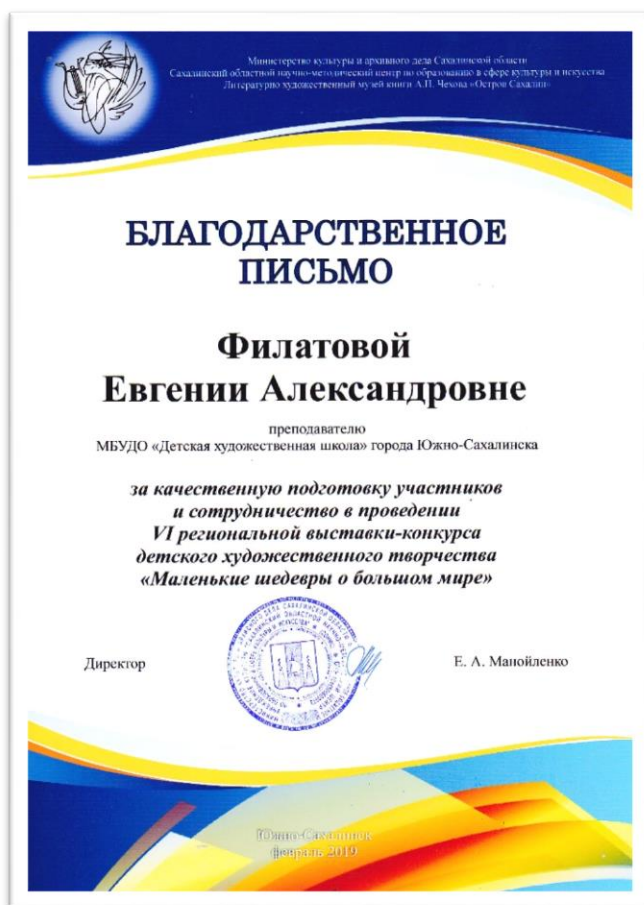 Министерство культуры и архивного дела Сахалинской области
Сахалинский областной научно-методический центр по образованию в сфере культуры и искусства
Литературно художественный музей книги А.П. Чехова «Остров Сахалин»
БЛАГОДАРСТВЕННОЕ
ПИСЬМО
Филатовой
Евгении Александровне
преподавателю
МБУДО «Детская художественная школа» города Южно-Сахалинска
за качественную подготовку участников
и сотрудничество в проведении
VI региональной выставки-конкурса
детского художественного творчества
«Маленькие шедевры о большом мире»
Директор
Е. А. Манойленко
Южно-Сахалинск
февраль 2019